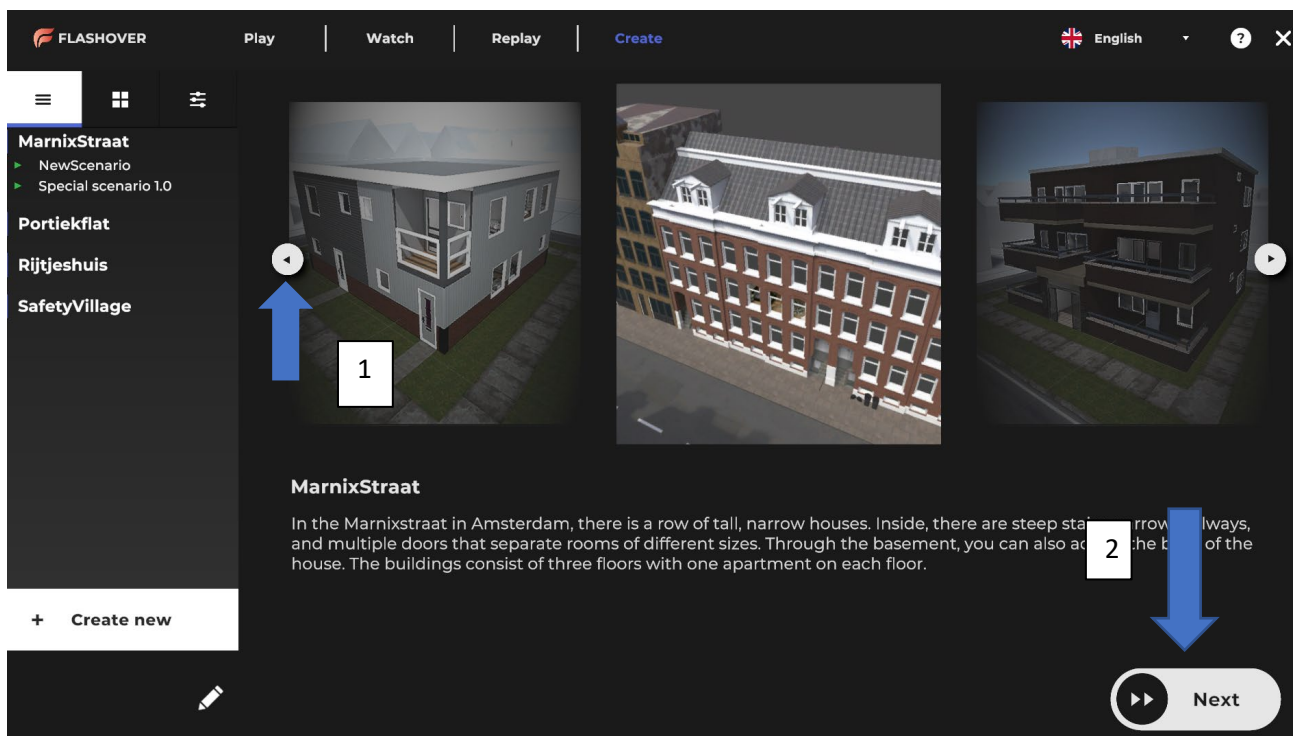 FLASHOVER
Play
Watch
Replay
Create
English
?
MarnixStraat
NewScenario
Special scenario 1.0
Portiekflat
Rijtjeshuis
SafetyVillage
+ Create new
1
MarnixStraat
In the Marnixstraat in Amsterdam, there is a row of tall, narrow houses. Inside, there are steep
and multiple doors that separate rooms of different sizes. Through the basement, you can also of the
house. The buildings consist of three floors with one apartment on each floor.
2
Next